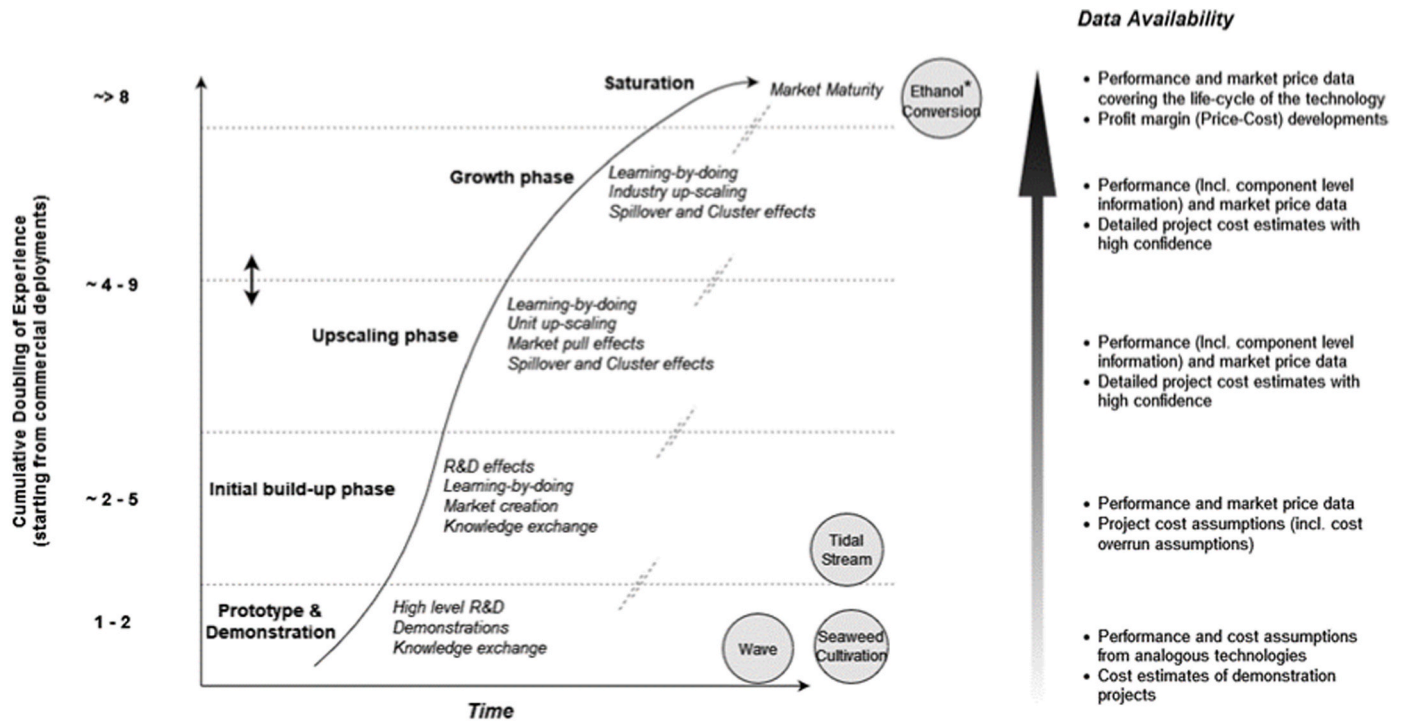 Data Availability
Cumulative Doubling of Experience
(starting from commercial deployments)
~> 8
Saturation
Market Maturity
Ethanol*
Conversion
• Performance and market price data
covering the life-cycle of the technology
• Profit margin (Price-Cost) developments
Growth phase
Learning-by-doing
Industry up-scaling
Spillover and Cluster effects
• Performance (Incl. component level
information) and market price data
• Detailed project cost estimates with
high confidence
~ 4 - 9
Upscaling phase
Learning-by-doing
Unit up-scaling
Market pull effects
Spillover and Cluster effects
• Performance (Incl. component level
information) and market price data
• Detailed project cost estimates with
high confidence
~ 2 - 5
Initial build-up phase
R&D effects
Learning-by-doing
Market creation
Knowledge exchange
Tidal
Stream
• Performance and market price data
• Project cost assumptions (incl. cost
overrun assumptions)
1 - 2
Prototype &
Demonstration
High level R&D
Demonstrations
Knowledge exchange
Wave
Seaweed
Cultivation
• Performance and cost assumptions
from analogous technologies
• Cost estimates of demonstration
projects
Time